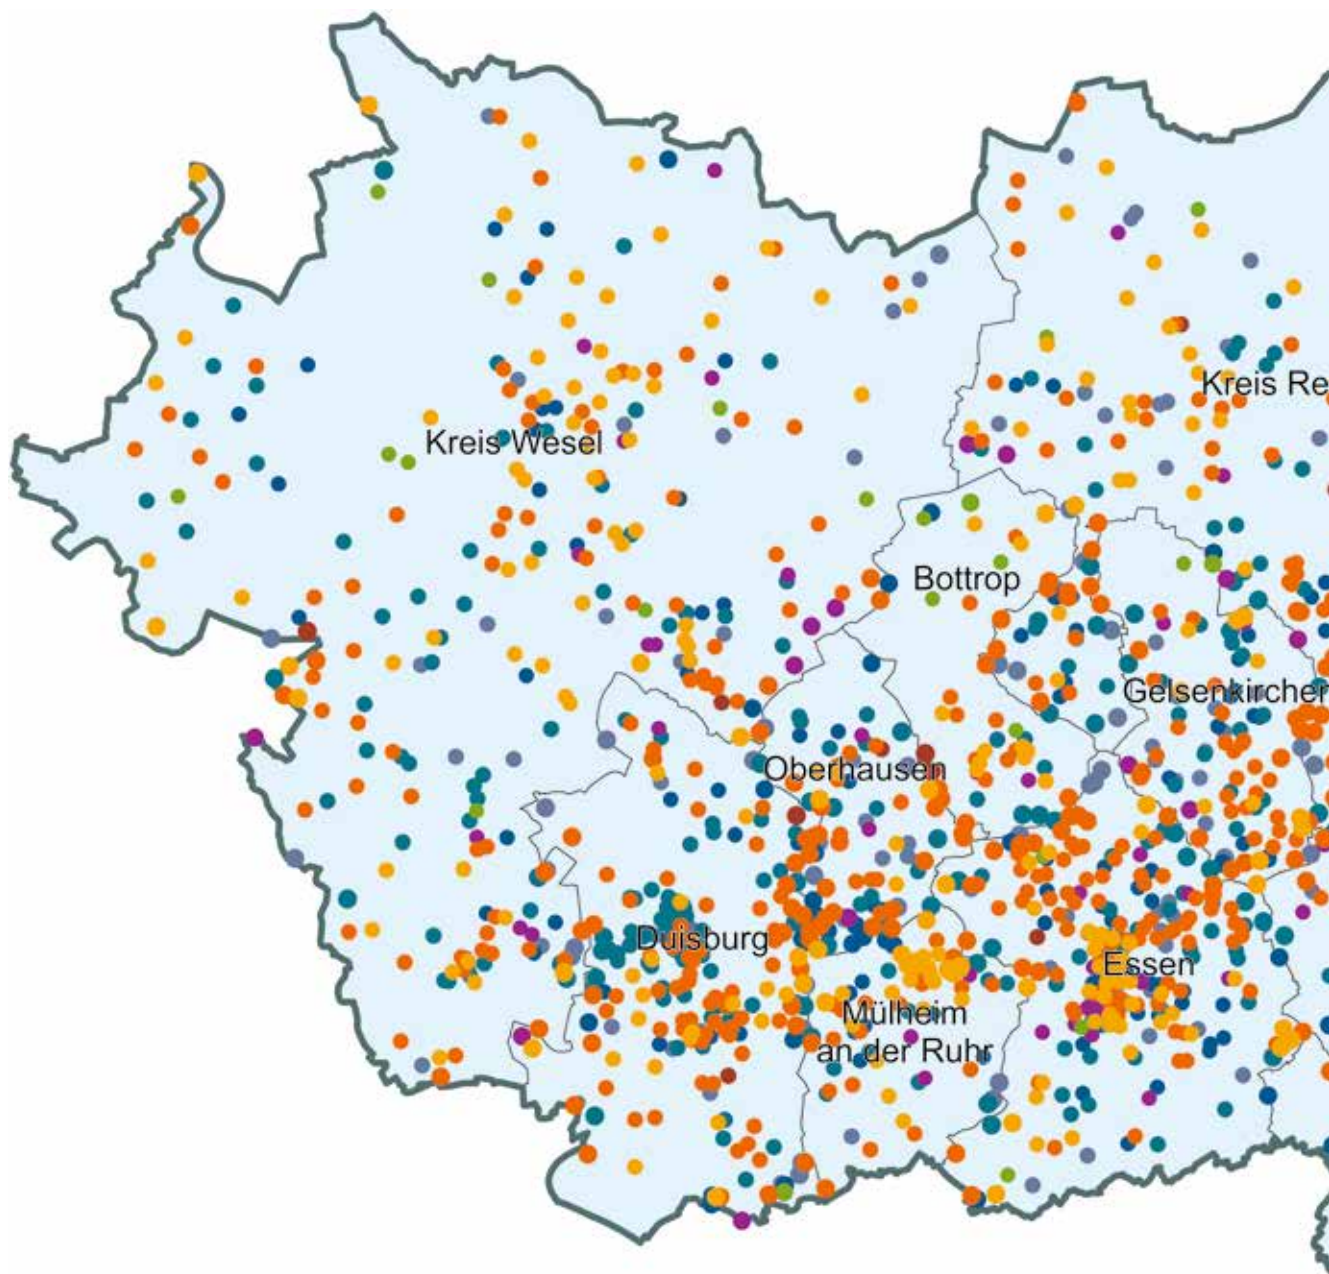 Kreis Re
Kreis Wesel
Bottrop
Gelsenkirchen
Oberhausen
Duisburg
Essen
Mülheim
an der Ruhr